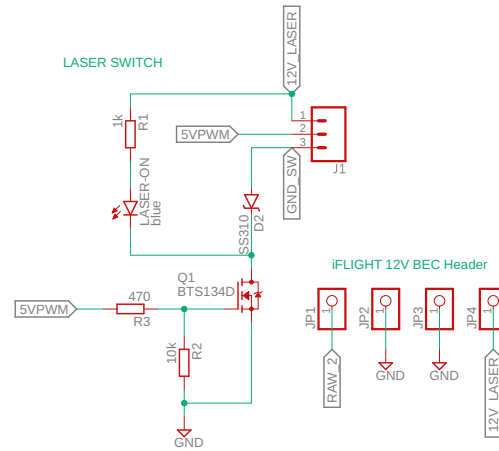 12V_LASER
LASER SWITCH
1k
R1
5VPWM
1
2
3
J1
GND_SW
LASER-ON
blue
SS310
D2
Q1
BTS134D
iFLIGHT 12V BEC Header
5VPWM
470
R3
10k
R2
GND
JP1
1
JP2
1
JP3
1
JP4
1
RAW_2
GND
GND
12V_LASER